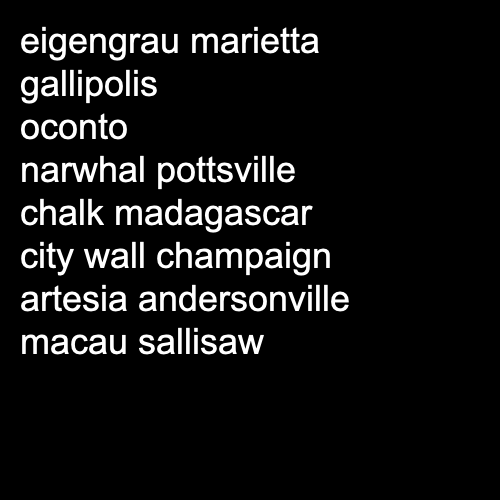 eigengrau marietta
gallipolis
oconto
narwhal pottsville
chalk madagascar
city wall champaign
artesia andersonville
macau sallisaw